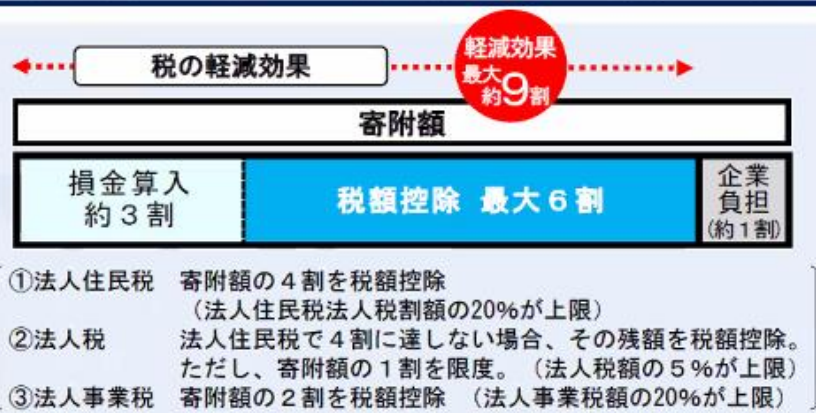 税の軽減効果
軽減効果
最大
約9割
寄附額
損金算入
約3割
税額控除 最大6割
企業
負担
(約1割)
①法人住民税 寄附額の4割を税額控除
(法人住民税法人税割額の20%が上限)
②法人税 法人住民税で4割に達しない場合、その残額を税額控除。
ただし、寄附額の1割を限度。(法人税額の5%が上限)
③法人事業税 寄附額の2割を税額控除 (法人事業税額の20%が上限)